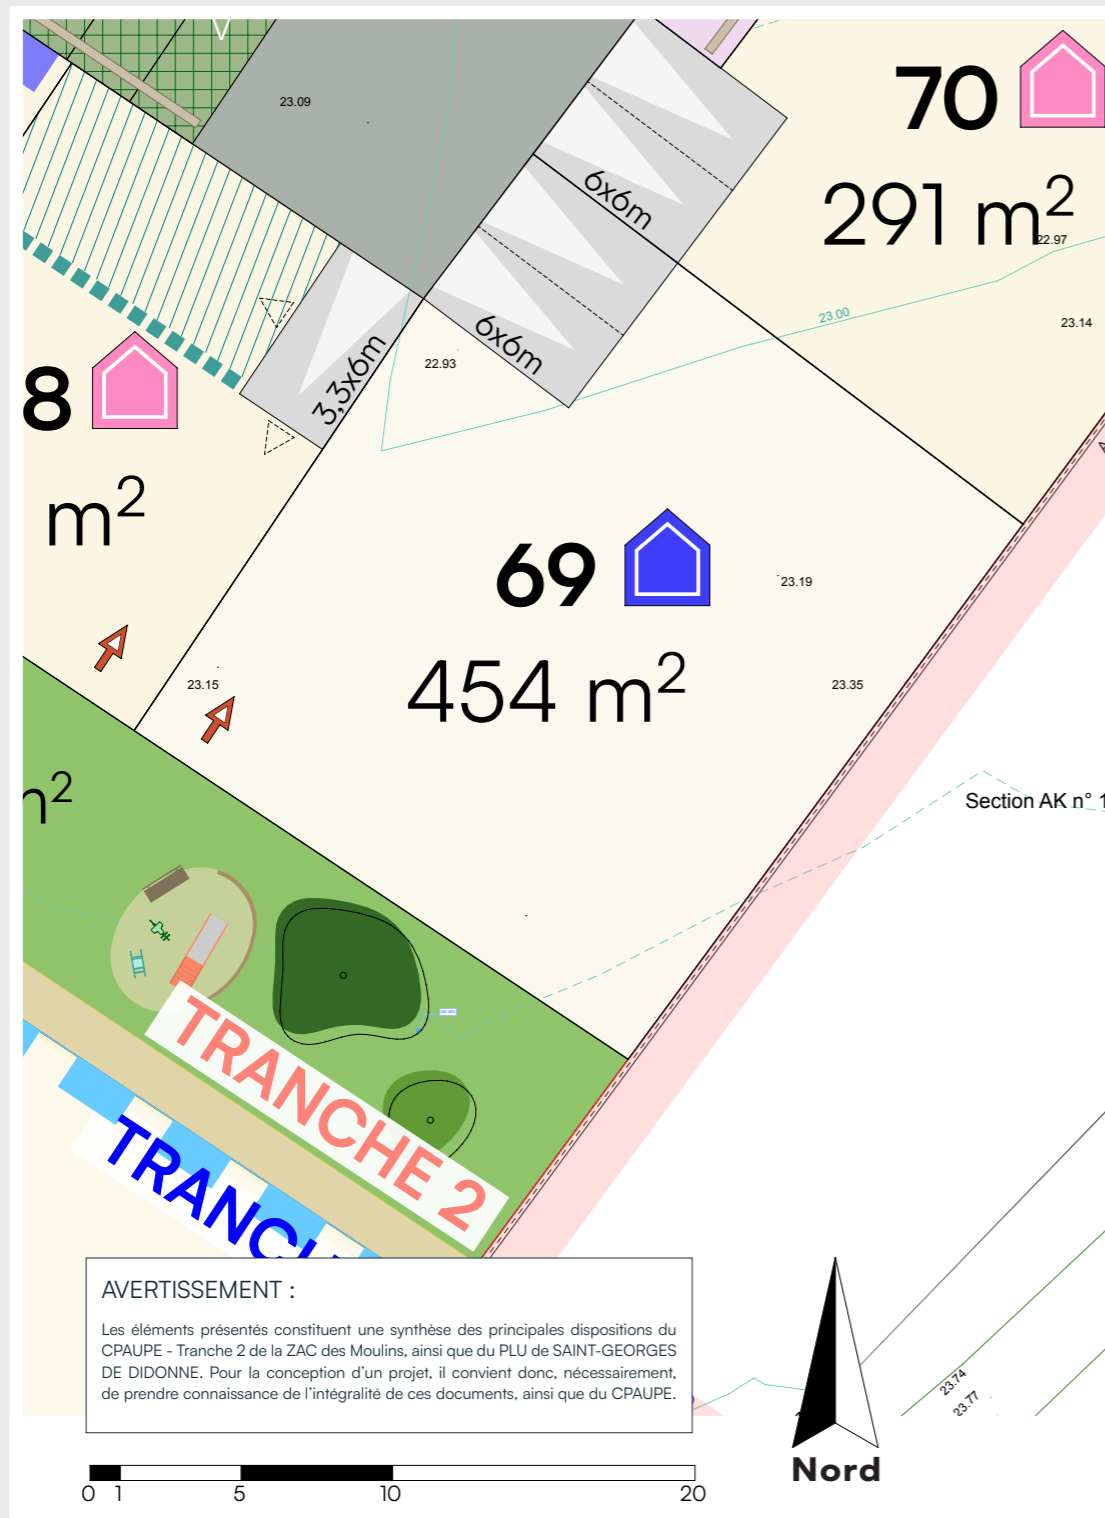 23.09
70
6x6m
291 m²
22.97
23.00
23.14
6x6m
22.93
3,3x6m
8
m²
69
23.19
454 m²
23.15
23.35
m²
Section AK n° 1
TRANCHE 2
TRANCH
AVERTISSEMENT :
Les éléments présentés constituent une synthèse des principales dispositions du
CPAUPE - Tranche 2 de la ZAC des Moulins, ainsi que du PLU de SAINT-GEORGES
DE DIDONNE. Pour la conception d'un projet, il convient donc, nécessairement,
de prendre connaissance de l'intégralité de ces documents, ainsi que du CPAUPE.
23.74
23.77
Nord
0 1 5 10 20